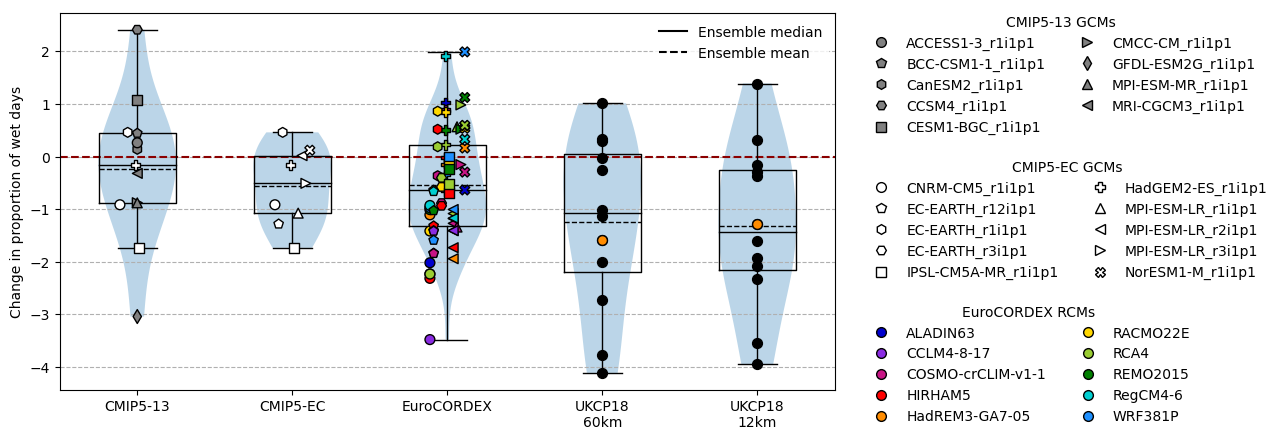 Change in proportion of wet days
2
1
0
−1
−2
−3
−4
Ensemble median
Ensemble mean
CMIP5-13
CMIP5-EC
EuroCORDEX
UKCP18
60km
UKCP18
12km
CMIP5-13 GCMs
ACCESS1-3_r1i1p1
BCC-CSM1-1_r1i1p1
CanESM2_r1i1p1
CCSM4_r1i1p1
CESM1-BGC_r1i1p1
CMCC-CM_r1i1p1
GFDL-ESM2G_r1i1p1
MPI-ESM-MR_r1i1p1
MRI-CGCM3_r1i1p1
CMIP5-EC GCMs
CNRM-CM5_r1i1p1
EC-EARTH_r12i1p1
EC-EARTH_r1i1p1
EC-EARTH_r3i1p1
IPSL-CM5A-MR_r1i1p1
HadGEM2-ES_r1i1p1
MPI-ESM-LR_r1i1p1
MPI-ESM-LR_r2i1p1
MPI-ESM-LR_r3i1p1
NorESM1-M_r1i1p1
EuroCORDEX RCMs
ALADIN63
CCLM4-8-17
COSMO-crCLIM-v1-1
HIRHAM5
HadREM3-GA7-05
RACMO22E
RCA4
REMO2015
RegCM4-6
WRF381P